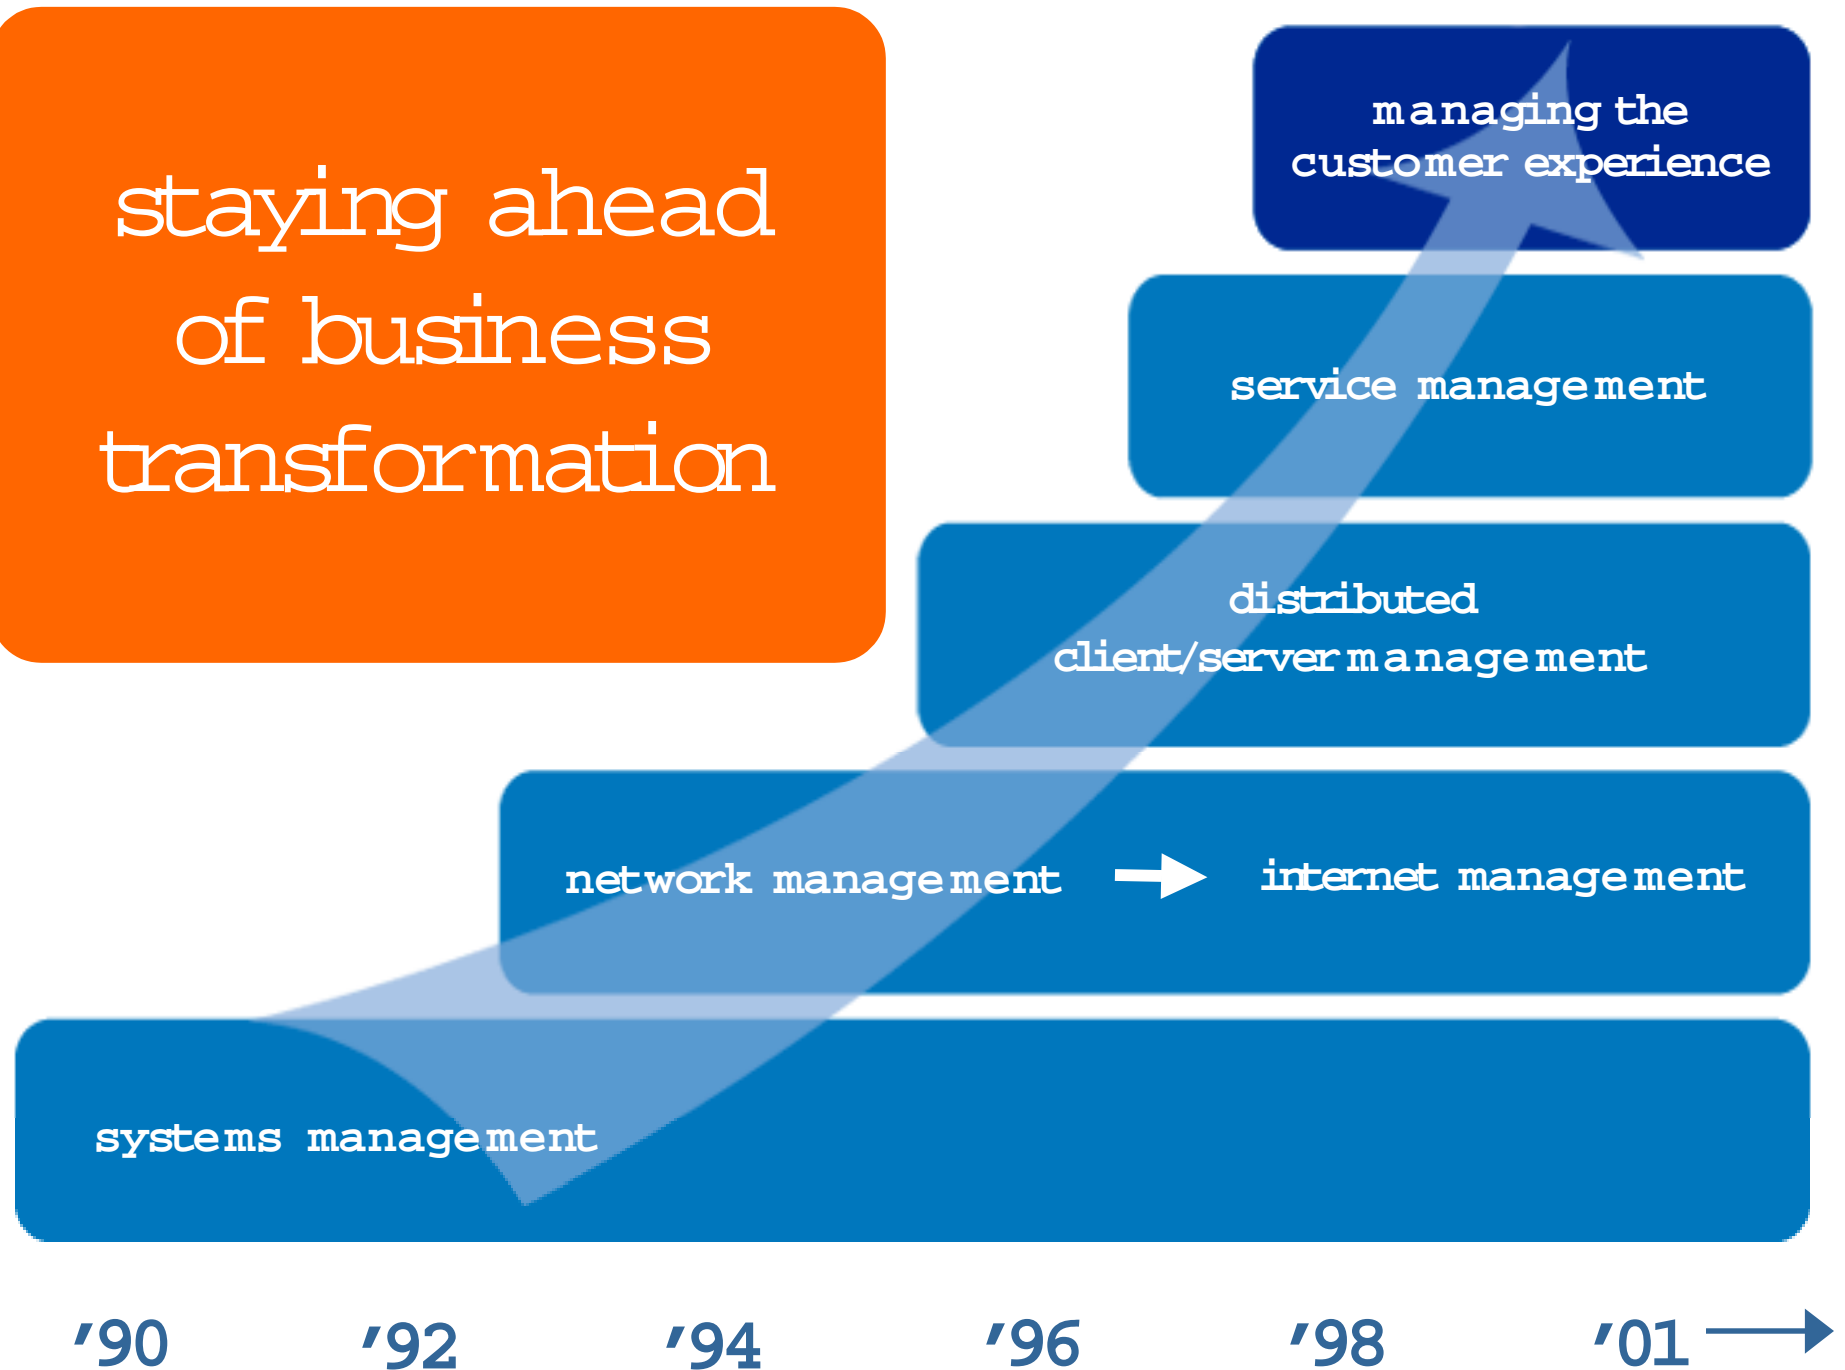 staying ahead
of business
transformation
managing the
customer experience
service management
distributed
client/server management
network management
internet management
systems management
’90
’92
’94
’96
’98
’01